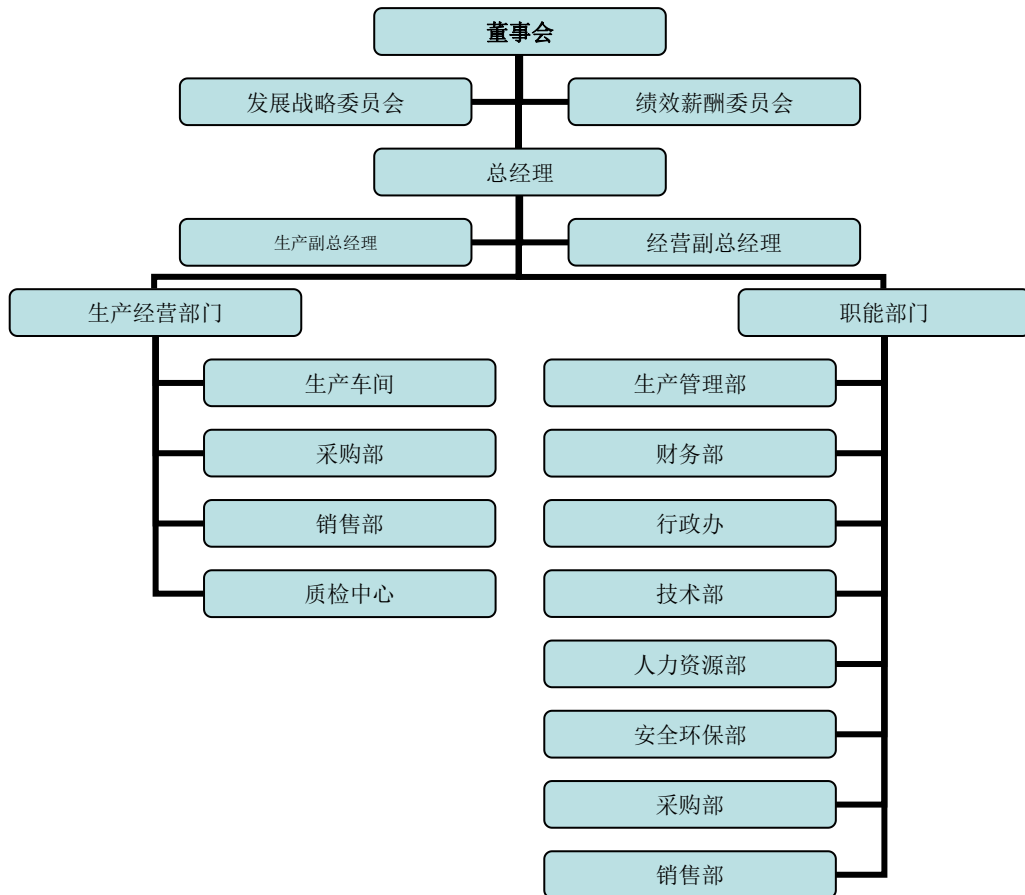 董事会
发展战略委员会
绩效薪酬委员会
总经理
生产副总经理
经营副总经理
生产经营部门
职能部门
生产车间
生产管理部
采购部
财务部
销售部
行政办
质检中心
技术部
人力资源部
安全环保部
采购部
销售部